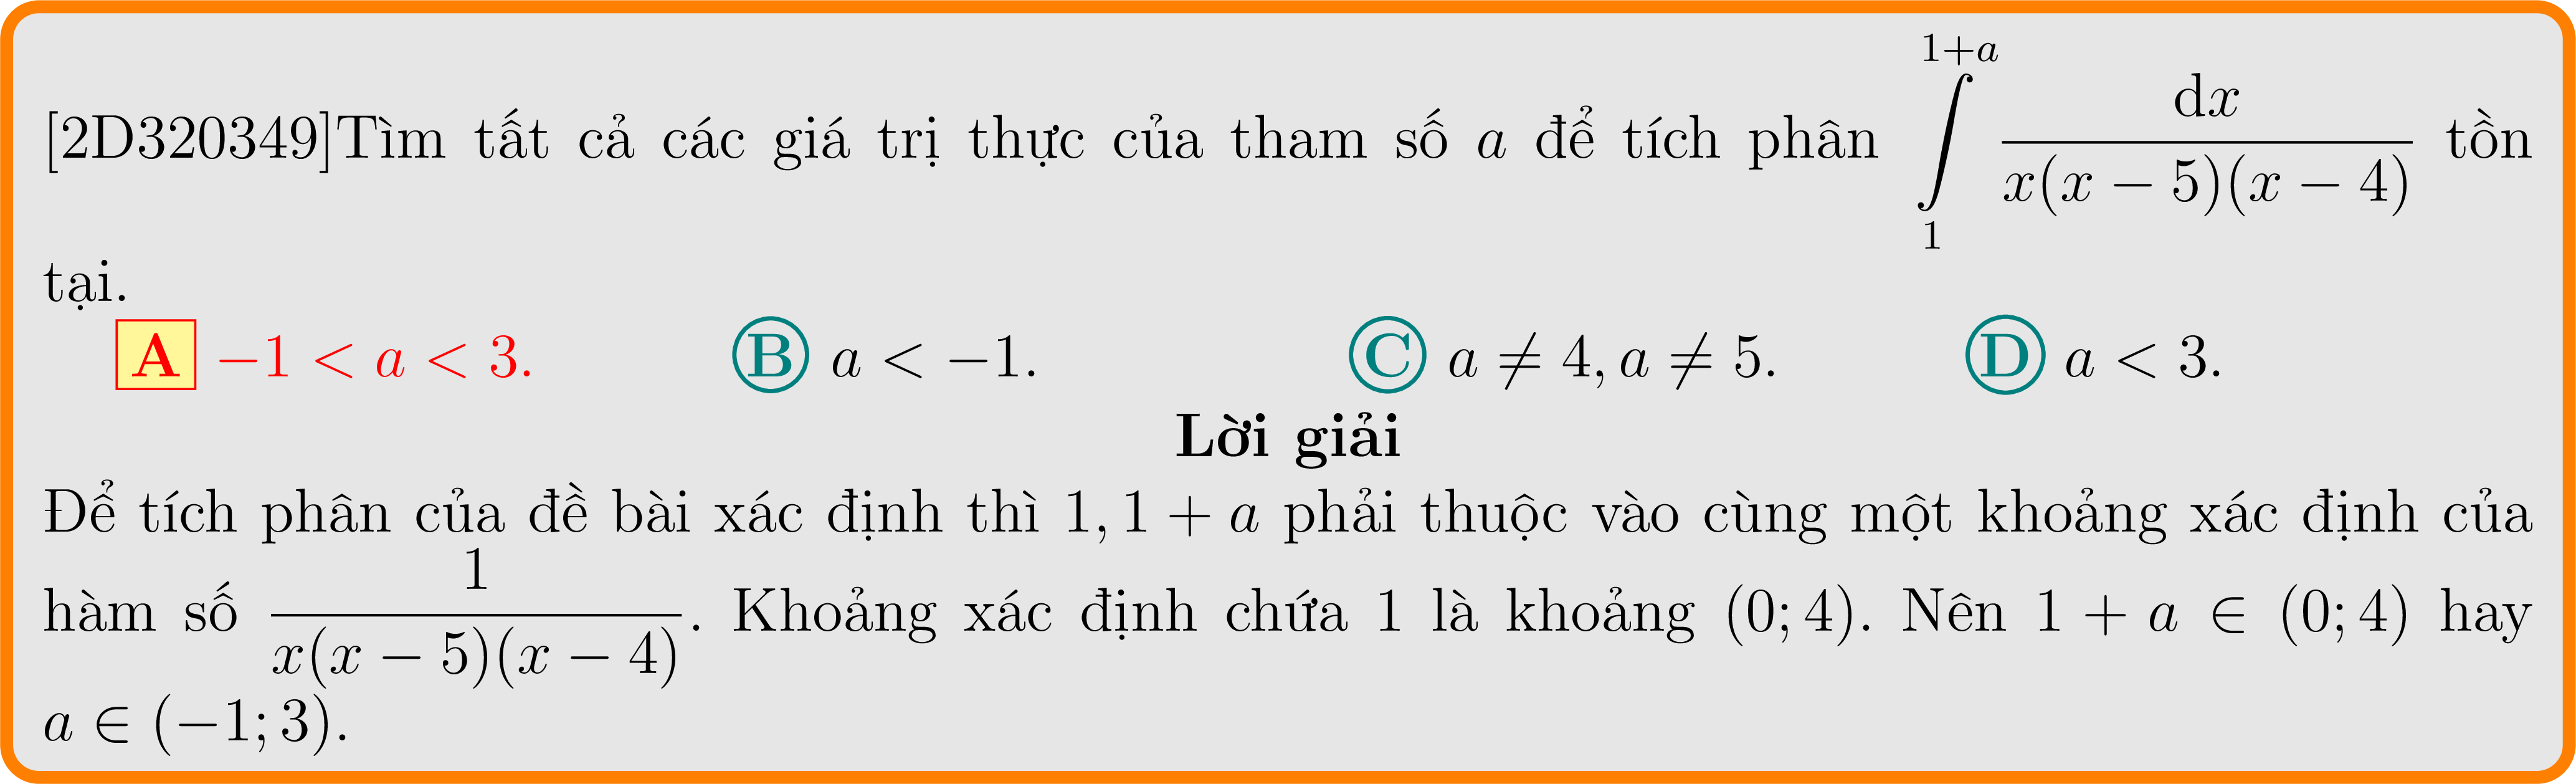 [2D320349]Tìm tất cả các giá trị thực của tham số $a$ để tích phân $\int\limits_{1}^{1+a} \dfrac{\mathrm{d}x}{x(x-5)(x-4)}$ tồn
tại.
A $-1 < a < 3$. B $a < -1$. C $a \neq 4, a \neq 5$. D $a < 3$.
Lời giải
Để tích phân của đề bài xác định thì $1, 1 + a$ phải thuộc vào cùng một khoảng xác định của
hàm số $\dfrac{1}{x(x-5)(x-4)}$. Khoảng xác định chứa 1 là khoảng $(0; 4)$. Nên $1 + a \in (0; 4)$ hay
$a \in (-1; 3)$.